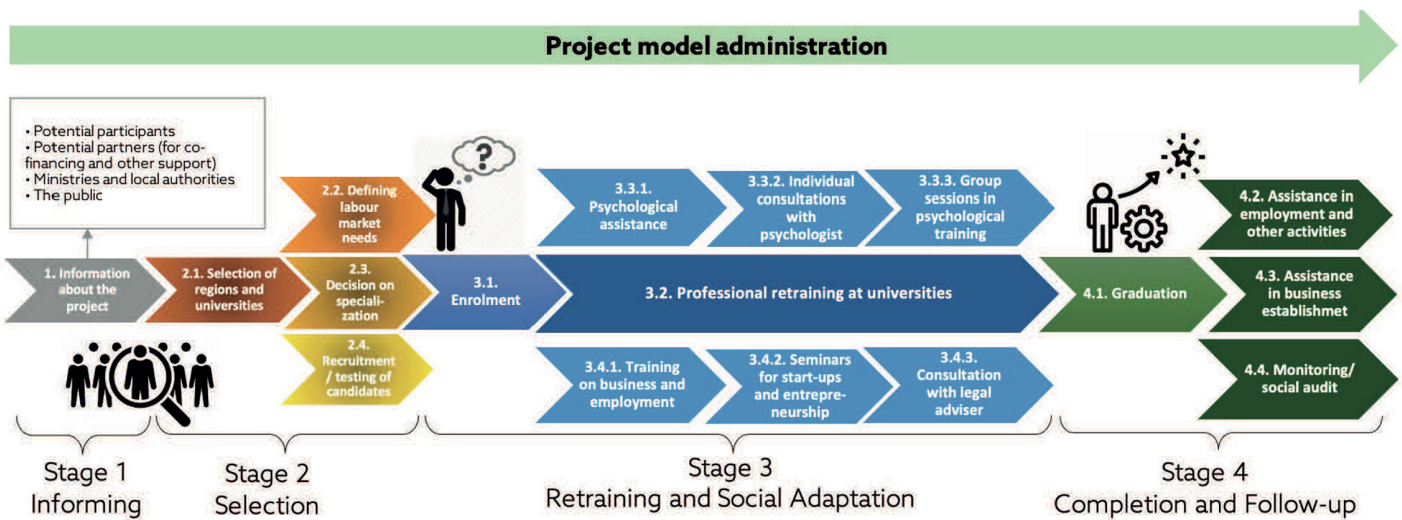 Project model administration
• Potential participants
• Potential partners (for co-
financing and other support)
• Ministries and local authorities
• The public
1. Information
about the
project
2.1. Selection of
regions and
universities
2.2. Defining
labour
market
needs
2.3.
Decision on
speciali-
zation
2.4.
Recruitment
/ testing of
candidates
?
3.1.
Enrolment
3.3.1.
Psychological
assistance
3.3.2. Individual
consultations
with
psychologist
3.3.3. Group
sessions in
psychological
training
3.2. Professional retraining at universities
3.4.1. Training
on business and
employment
3.4.2. Seminars
for start-ups
and entrepre-
neurship
3.4.3.
Consultation
with legal
adviser
4.1. Graduation
4.2. Assistance in
employment and
other activities
4.3. Assistance
in business
establishmet
4.4. Monitoring/
social audit
Stage 1
Informing
Stage 2
Selection
Stage 3
Retraining and Social Adaptation
Stage 4
Completion and Follow-up